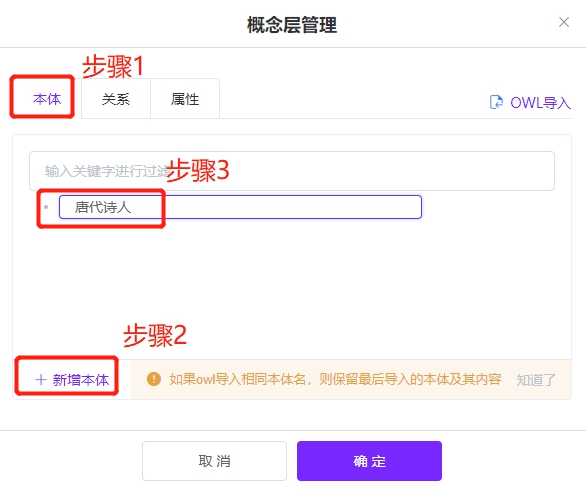 概念层管理
步骤1
本体
关系
属性
OWL导入
输入关键字进行过滤
步骤3
唐代诗人
步骤2
新增本体
如果owl导入相同本体名，则保留最后导入的本体及其内容
知道了
取消
确定